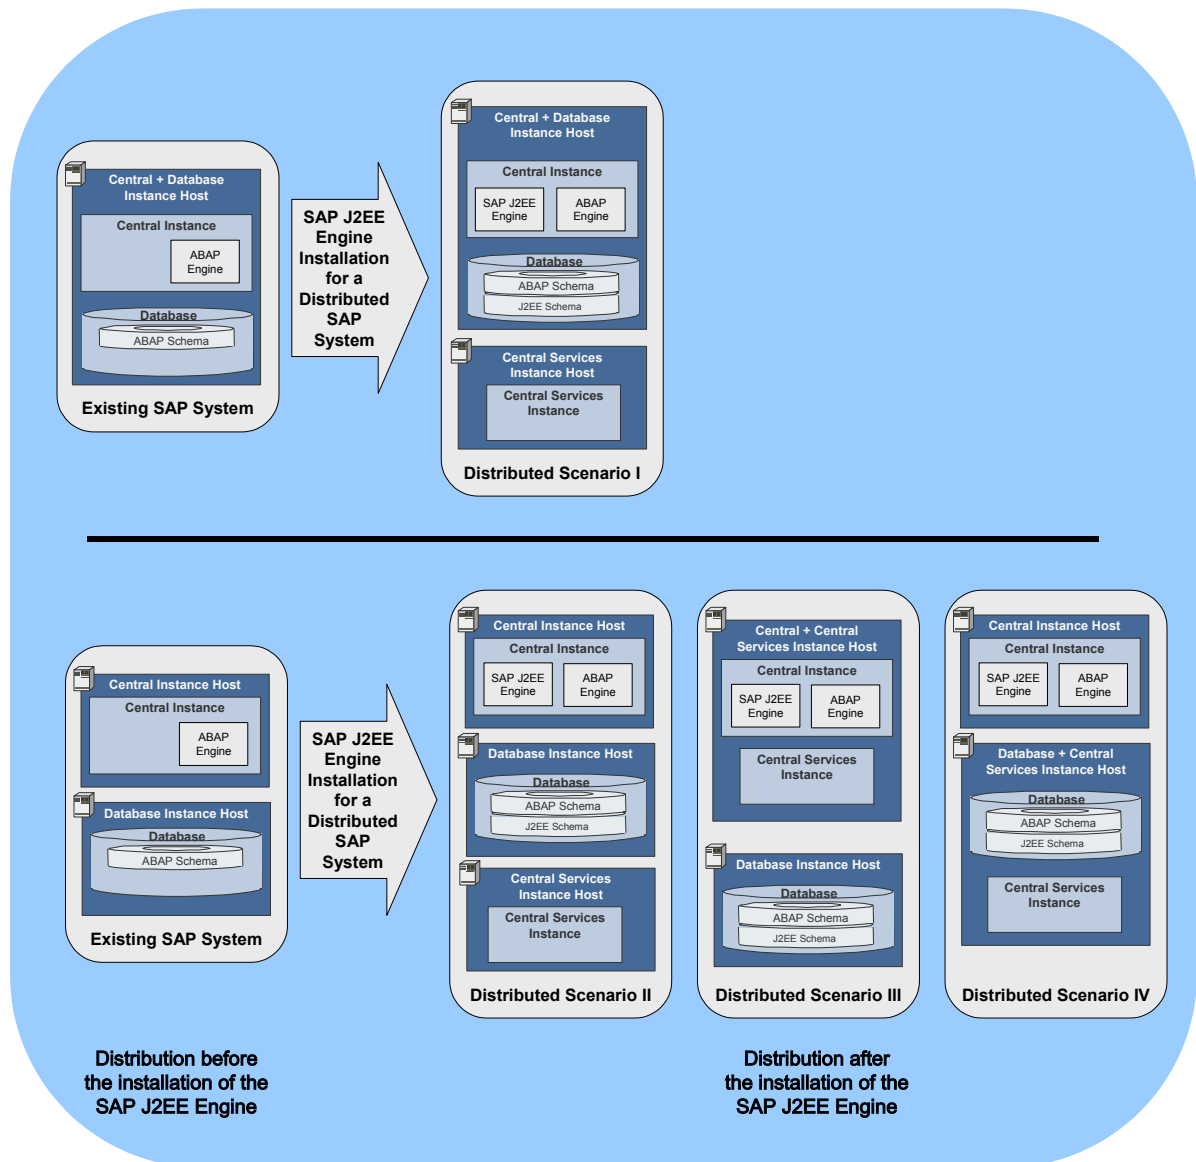 Central + Database
Instance Host
Central Instance
ABAP
Engine
Database
ABAP Schema
Existing SAP System
SAP J2EE
Engine
Installation
for a
Distributed
SAP
System
Central + Database
Instance Host
Central Instance
SAP J2EE
Engine
ABAP
Engine
Database
ABAP Schema
J2EE Schema
Central Services
Instance Host
Central Services
Instance
Distributed Scenario I
Central Instance Host
Central Instance
ABAP
Engine
Database Instance Host
Database
ABAP Schema
Existing SAP System
SAP J2EE
Engine
Installation
for a
Distributed
SAP
System
Central Instance Host
Central Instance
SAP J2EE
Engine
ABAP
Engine
Database Instance Host
Database
ABAP Schema
J2EE Schema
Central Services
Instance Host
Central Services
Instance
Distributed Scenario II
Central + Central
Services Instance Host
Central Instance
SAP J2EE
Engine
ABAP
Engine
Central Services
Instance
Database Instance Host
Database
ABAP Schema
J2EE Schema
Distributed Scenario III
Central Instance Host
Central Instance
SAP J2EE
Engine
ABAP
Engine
Database + Central
Services Instance Host
Database
ABAP Schema
J2EE Schema
Central Services
Instance
Distributed Scenario IV
Distribution before
the installation of the
SAP J2EE Engine
Distribution after
the installation of the
SAP J2EE Engine